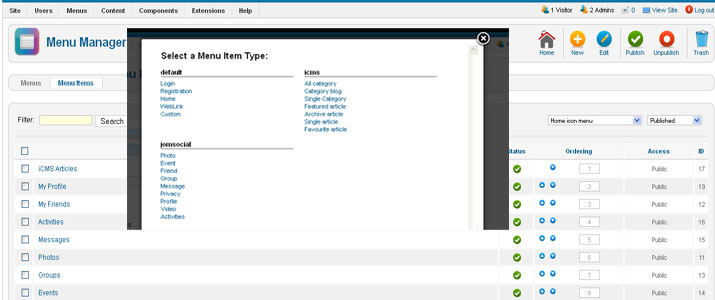 Site Users Menus Content Components Extensions Help
1 Visitor 2 Admins 0 View Site Log out
Menu Manager
Home New Edit Publish Unpublish Trash
Menus Menu Items
Filter: Search
Home icon menu Published
Select a Menu Item Type:
default
Login
Registration
Home
WebLink
Custom
icms
All category
Category blog
Single Category
Featured article
Archive article
Single article
Favourite article
jomsocial
Photo
Event
Friend
Group
Message
Privacy
Profile
Video
Activities
Ordering Access ID
iCMS Articles 1 Public 17
My Profile 2 Public 19
My Friends 3 Public 12
Activities 4 Public 16
Messages 5 Public 15
Photos 6 Public 11
Groups 7 Public 13
Events 8 Public 14